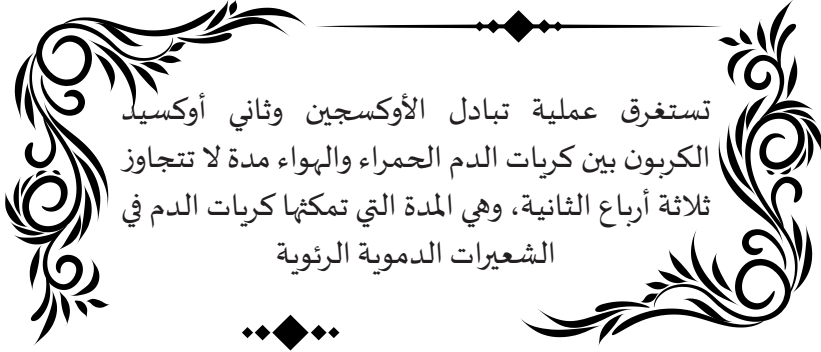 تستغرق عملية تبادل الأوكسجين وثاني أوكسيد
الكربون بين كريات الدم الحمراء والهواء مدة لا تتجاوز
ثلاثة أرباع الثانية، وهي المدة التي تمكثها كريات الدم في
الشعيرات الدموية الرئوية